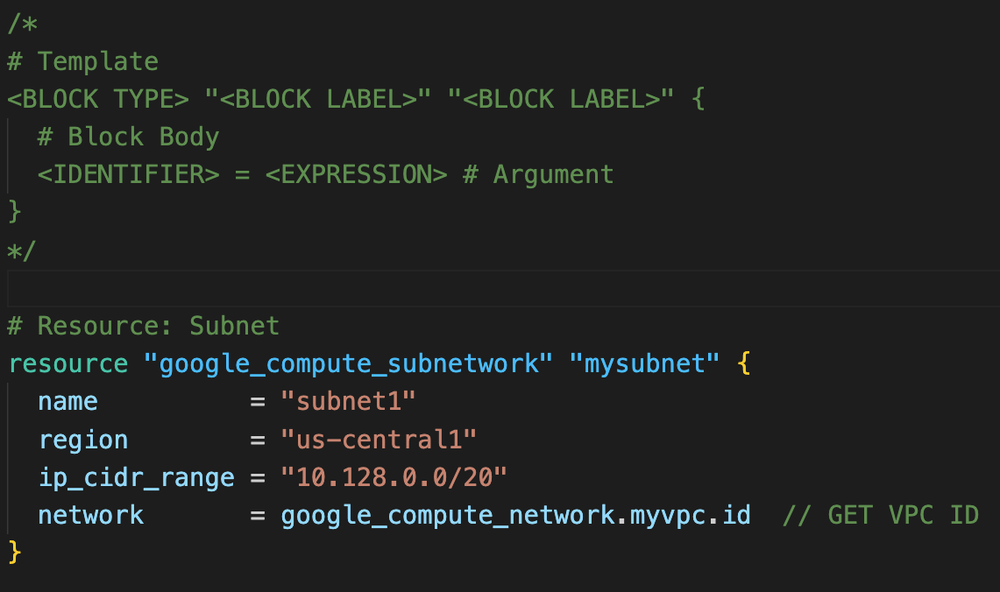 /*
# Template
<BLOCK TYPE> "<BLOCK LABEL>" "<BLOCK LABEL>" {
  # Block Body
  <IDENTIFIER> = <EXPRESSION> # Argument
}
*/

# Resource: Subnet
resource "google_compute_subnetwork" "mysubnet" {
  name          = "subnet1"
  region        = "us-central1"
  ip_cidr_range = "10.128.0.0/20"
  network       = google_compute_network.myvpc.id  // GET VPC ID
}